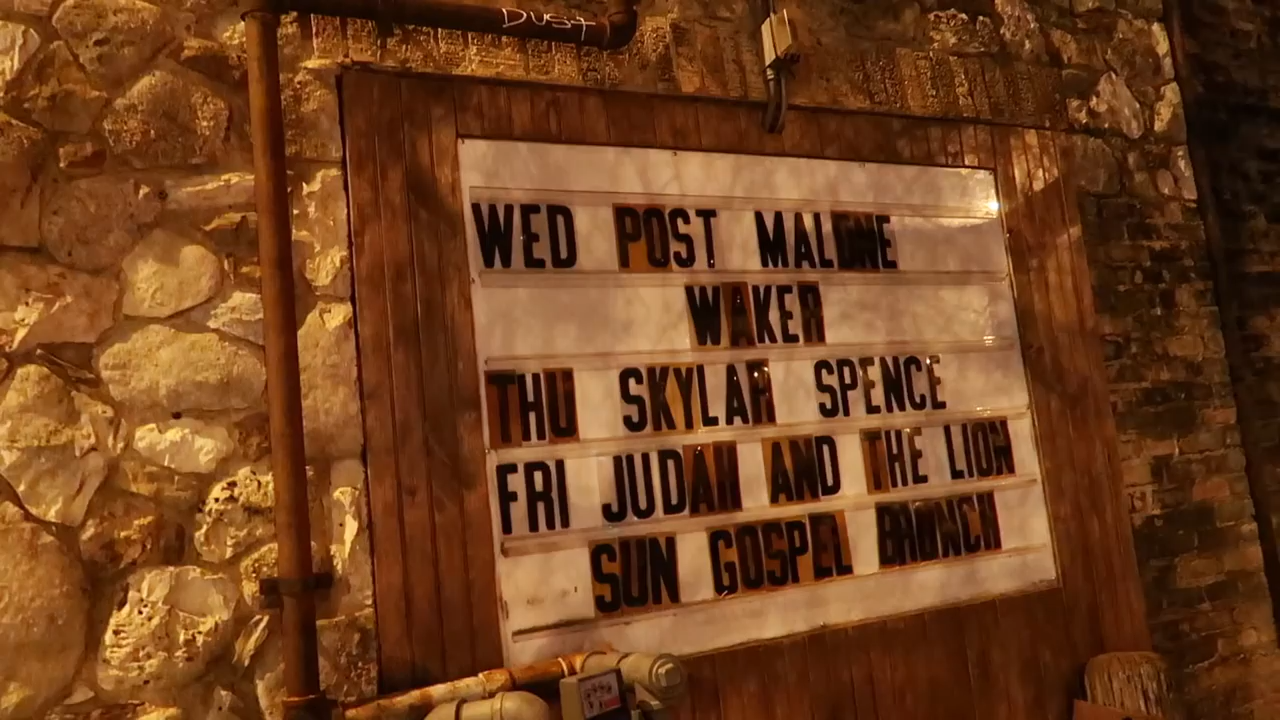 DUST
WED POST MALONE
WAKER
THU SKYLAR SPENCE
FRI JUDAH AND THE LION
SUN GOSPEL BRUNCH